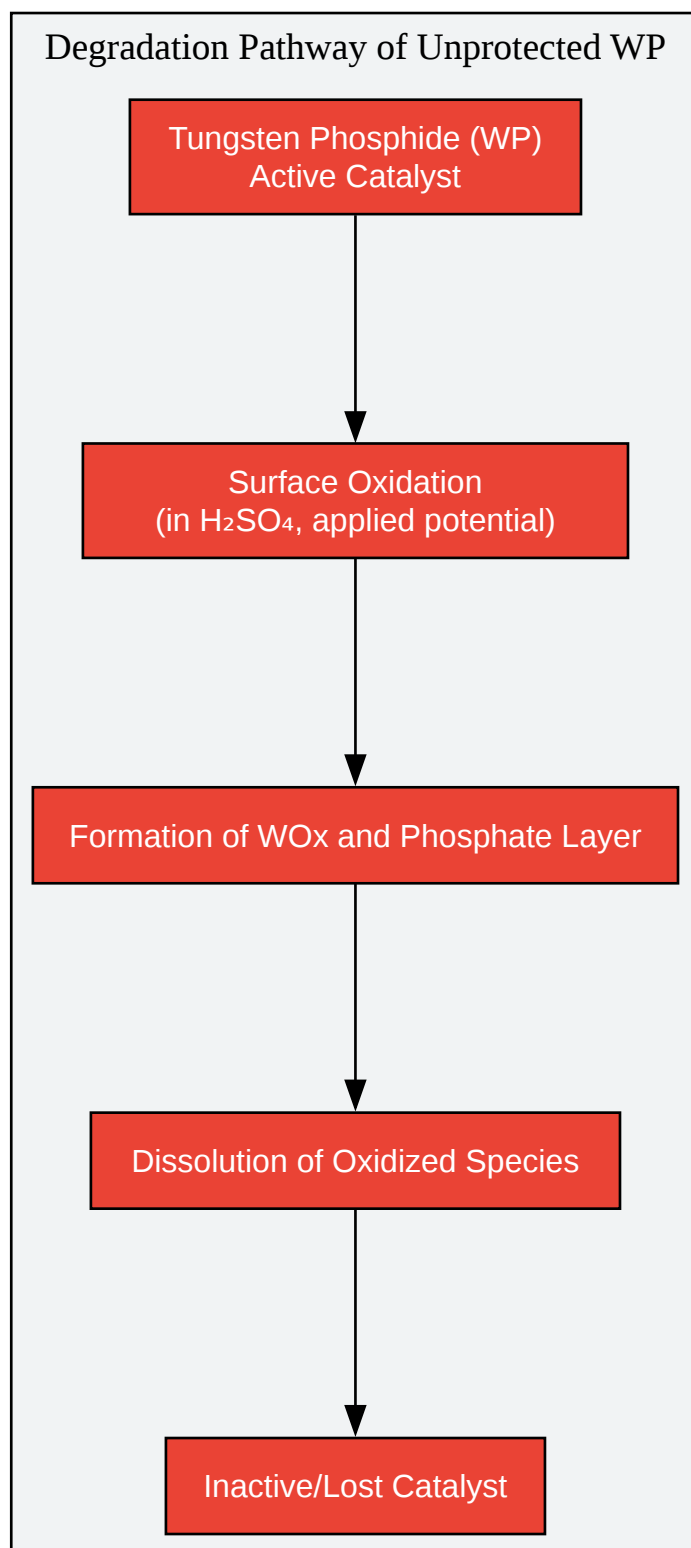 Degradation Pathway of Unprotected WP
Tungsten Phosphide (WP)
Active Catalyst
Surface Oxidation
(in H₂SO₄, applied potential)
Formation of WOx and Phosphate Layer
Dissolution of Oxidized Species
Inactive/Lost Catalyst